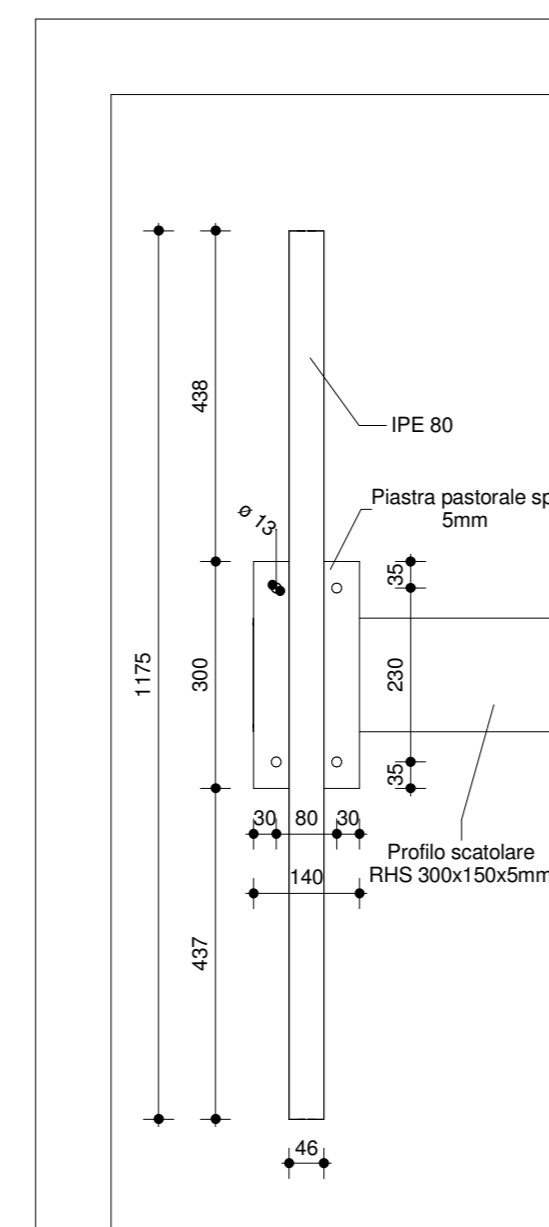 438
IPE 80
Piastra pastorale sp
5mm
ø 13
35
1175
300
230
35
30 80 30
Profilo scatolare
RHS 300x150x5mm
140
437
46